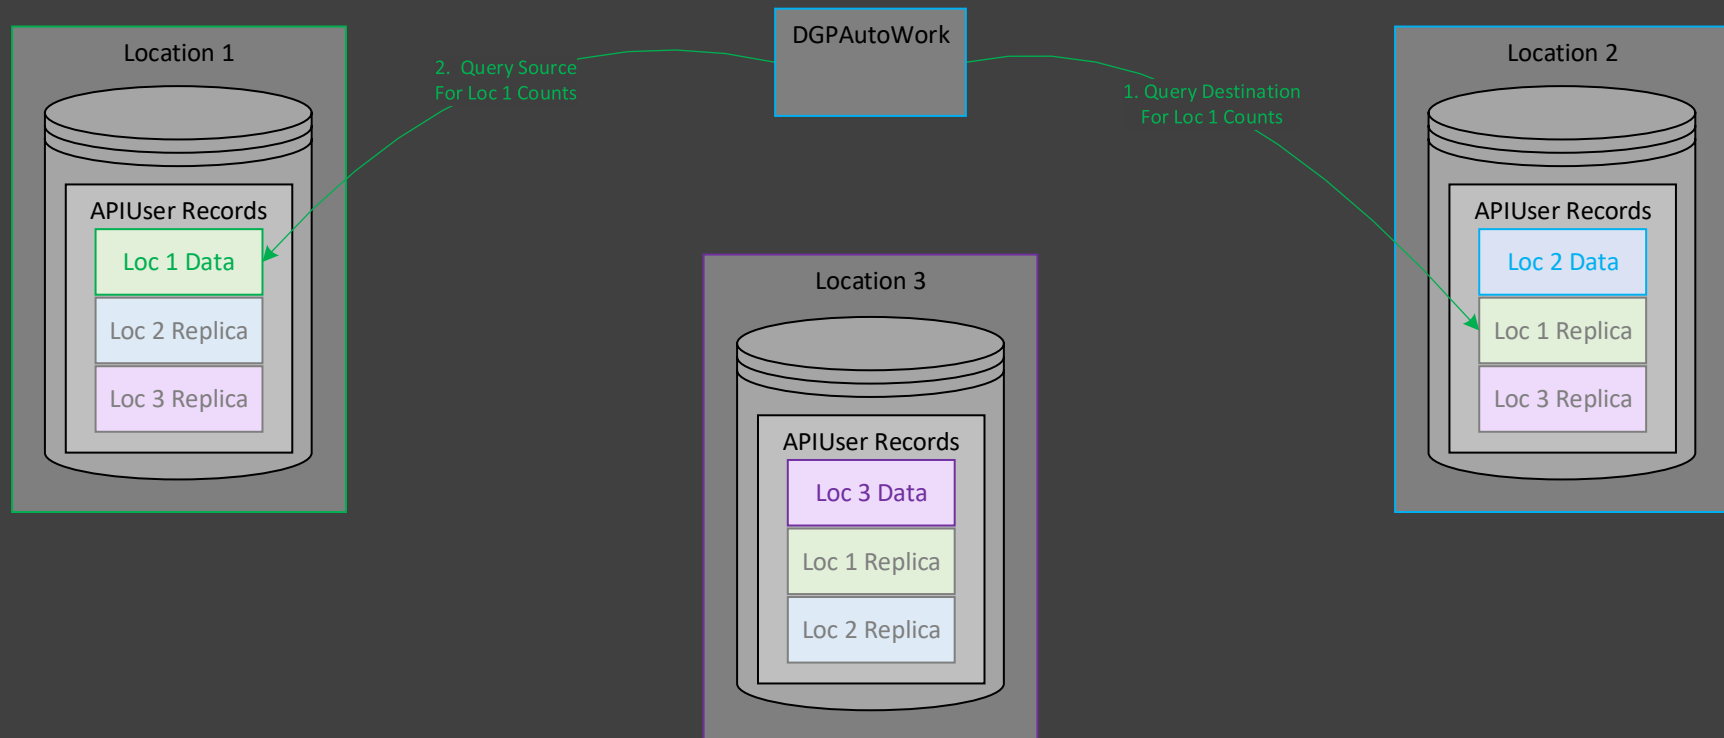 DGPAutoWork
Location 1
2. Query Source
For Loc 1 Counts
1. Query Destination
For Loc 1 Counts
Location 2
APIUser Records
Loc 1 Data
Loc 2 Replica
Loc 3 Replica
Location 3
APIUser Records
Loc 3 Data
Loc 1 Replica
Loc 2 Replica
APIUser Records
Loc 2 Data
Loc 1 Replica
Loc 3 Replica